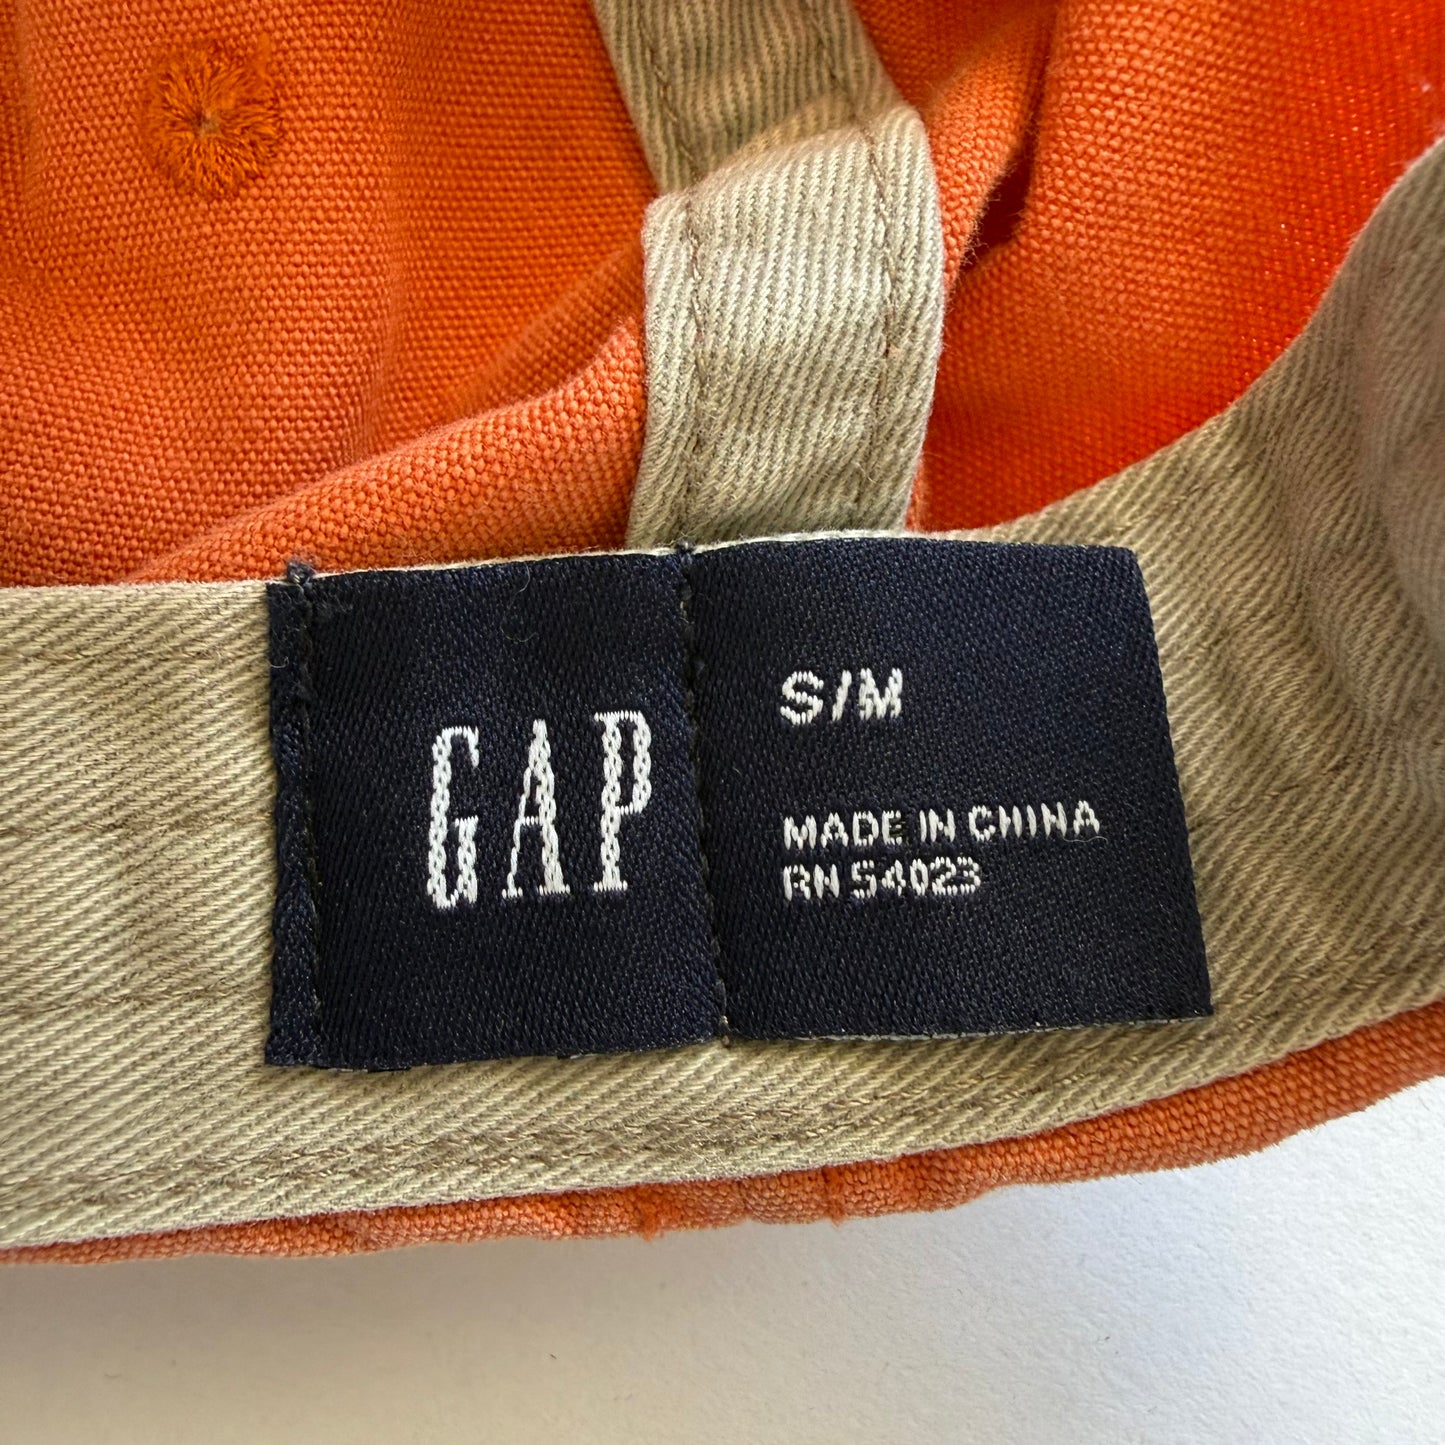 GAP
S/M
MADE IN CHINA
RN 54023